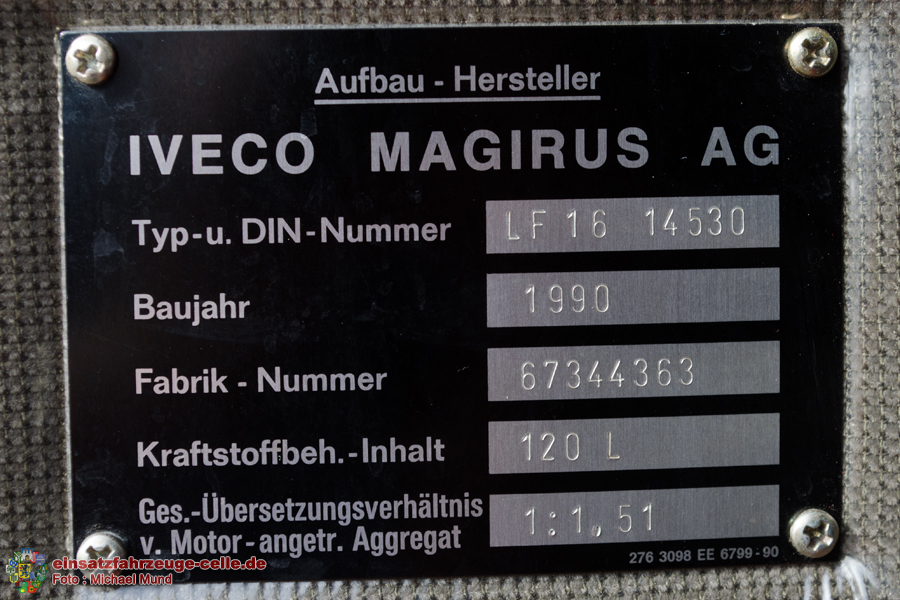 Aufbau - Hersteller
IVECO MAGIRUS AG
Typ-u. DIN-Nummer LF 16 14530
Baujahr 1990
Fabrik - Nummer 67344363
Kraftstoffbeh.-Inhalt 120 L
Ges.-Übersetzungsverhältnis
v. Motor-angetr. Aggregat 1:1,51
276 3098 EE 6799-90
einsatzfahrzeuge-celle.de
Foto : Michael Mund